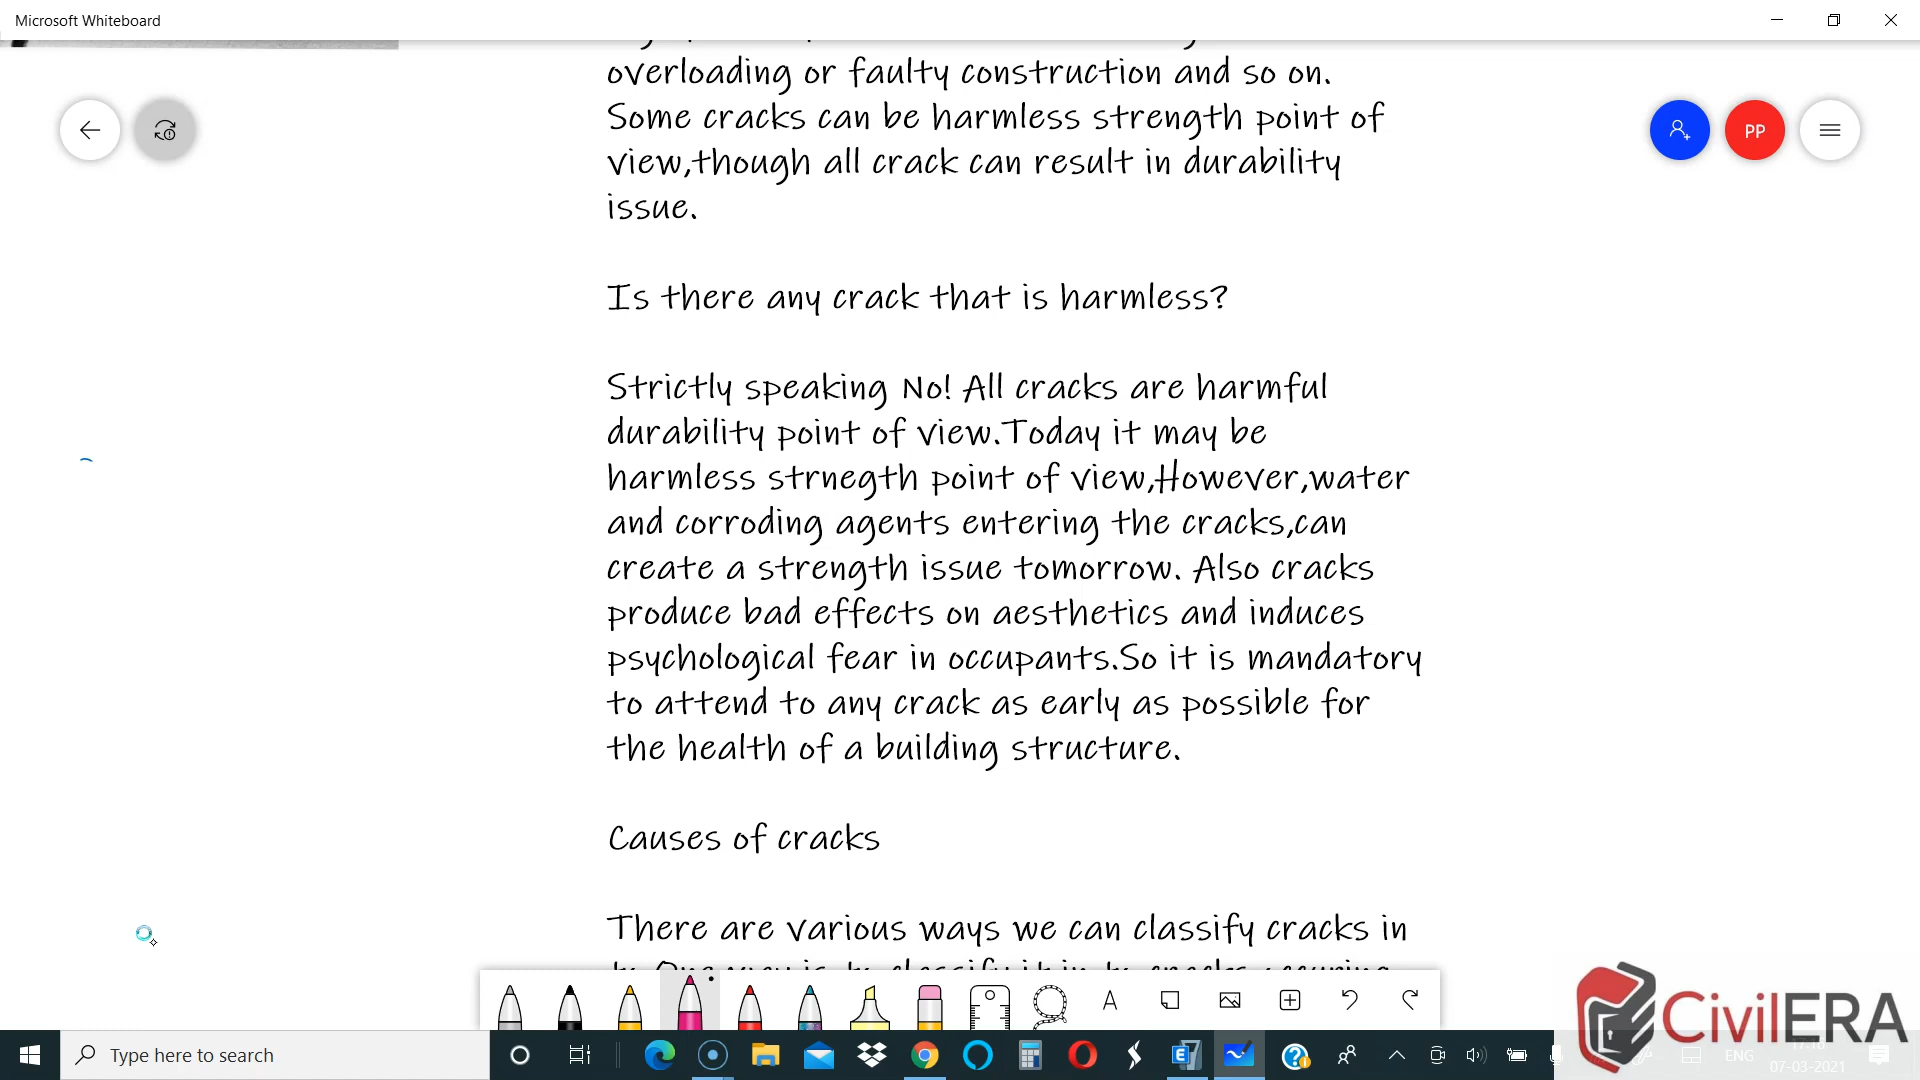 Microsoft Whiteboard
overloading or faulty construction and so on.
Some cracks can be harmless strength point of
view,though all crack can result in durability
issue.
PP
Is there any crack that is harmless?
Strictly speaking No! All cracks are harmful
durability point of view.Today it may be
harmless strnegth point of view,However,water
and corroding agents entering the cracks,can
create a strength issue tomorrow. Also cracks
produce bad effects on aesthetics and induces
psychological fear in occupants.So it is mandatory
to attend to any crack as early as possible for
the health of a building structure.
Causes of cracks
There are various ways we can classify cracks in
CivilERA
Type here to search
ENG
07-03-2021